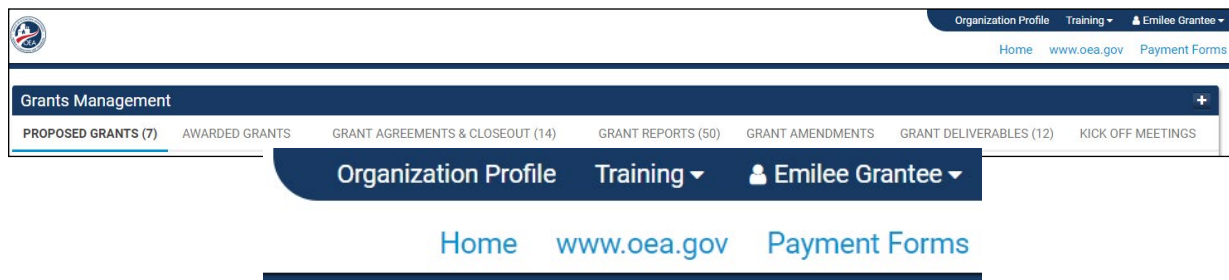 Organization Profile Training Emilee Grantee
OEA
Home www.oea.gov Payment Forms
Grants Management
PROPOSED GRANTS (7) AWARDED GRANTS GRANT AGREEMENTS & CLOSEOUT (14) GRANT REPORTS (50) GRANT AMENDMENTS GRANT DELIVERABLES (12) KICK OFF MEETINGS
Organization Profile Training Emilee Grantee
Home www.oea.gov Payment Forms